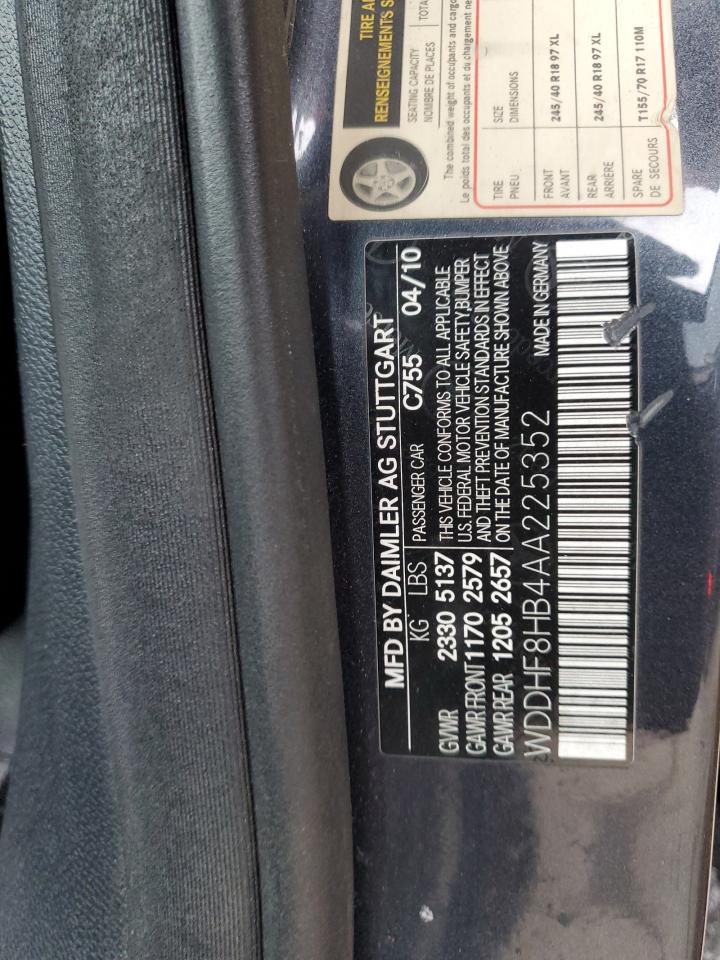 TIRE
RENSEIGNEMENTS S
SEATING CAPACITY
NOMBRE DE PLACES
TOTA
The combined weight of occupants and cargo
Le poids total des occupants et du chargement ne
TIRE SIZE
PNEU DIMENSIONS
FRONT 245/40 R18 97 XL
AVANT
REAR 245/40 R18 97 XL
ARRIÈRE
SPARE T155/70 R17 110M
DE SECOURS
MFD BY DAIMLER AG STUTTGART
KG LBS PASSENGER CAR C755 04/10
GVWR 2330 5137 THIS VEHICLE CONFORMS TO ALL APPLICABLE
GAWR FRONT 1170 2579 U.S. FEDERAL MOTOR VEHICLE SAFETY, BUMPER
GAWR REAR 1205 2657 AND THEFT PREVENTION STANDARDS IN EFFECT
ON THE DATE OF MANUFACTURE SHOWN ABOVE
WDDHF8HB4AA225352 MADE IN GERMANY